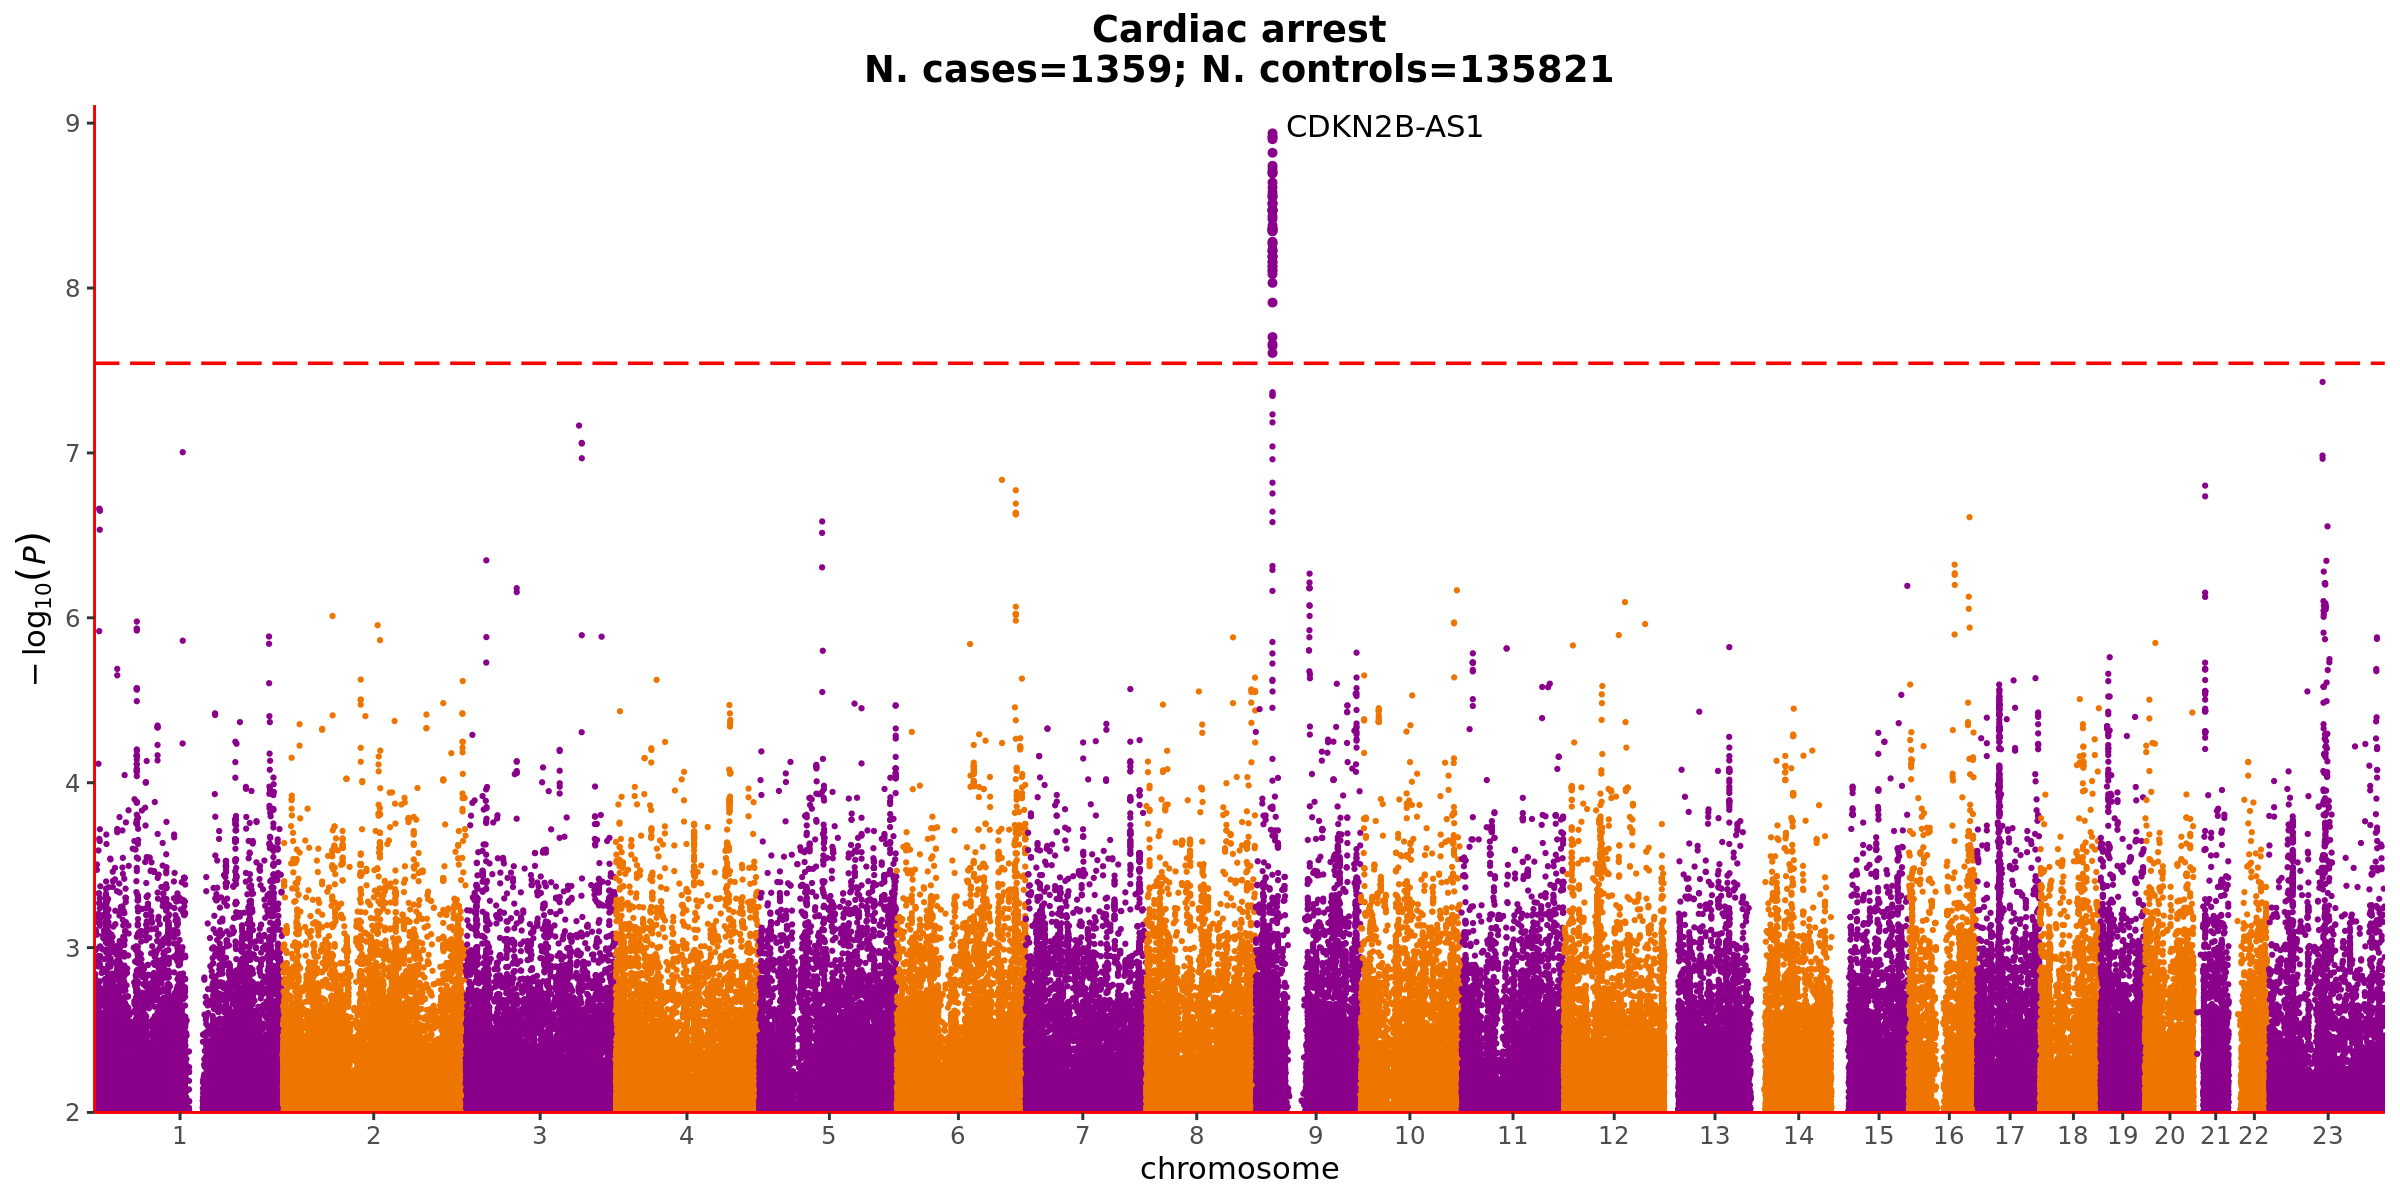 Cardiac arrest
N. cases=1359; N. controls=135821
CDKN2B-AS1
9
8
7
6
5
4
3
2
−log10(P)
1 2 3 4 5 6 7 8 9 10 11 12 13 14 15 16 17 18 19 20 21 22 23
chromosome